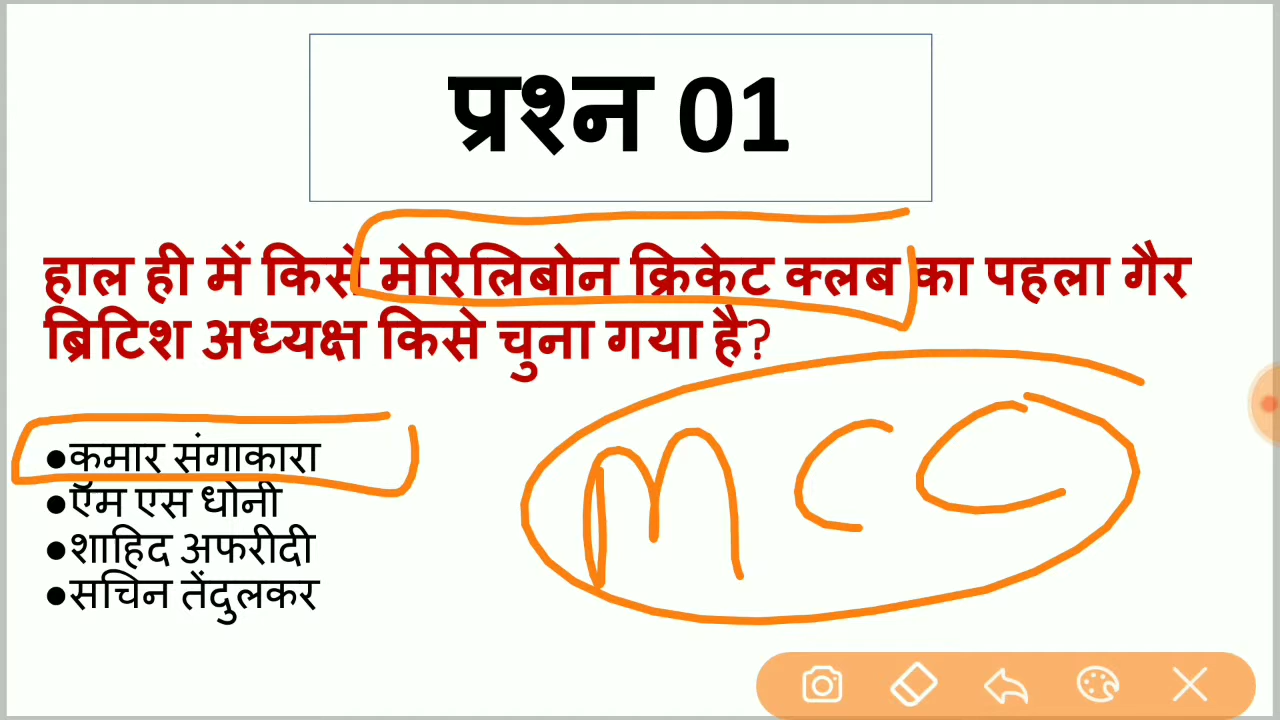 प्रश्न 01
हाल ही में किसे मेरिलिबोन क्रिकेट क्लब का पहला गैर
ब्रिटिश अध्यक्ष किसे चुना गया है?
●कमार संगाकारा
●ऍम एस धोनी
●शाहिद अफरीदी
●सचिन तेंदुलकर
mcc